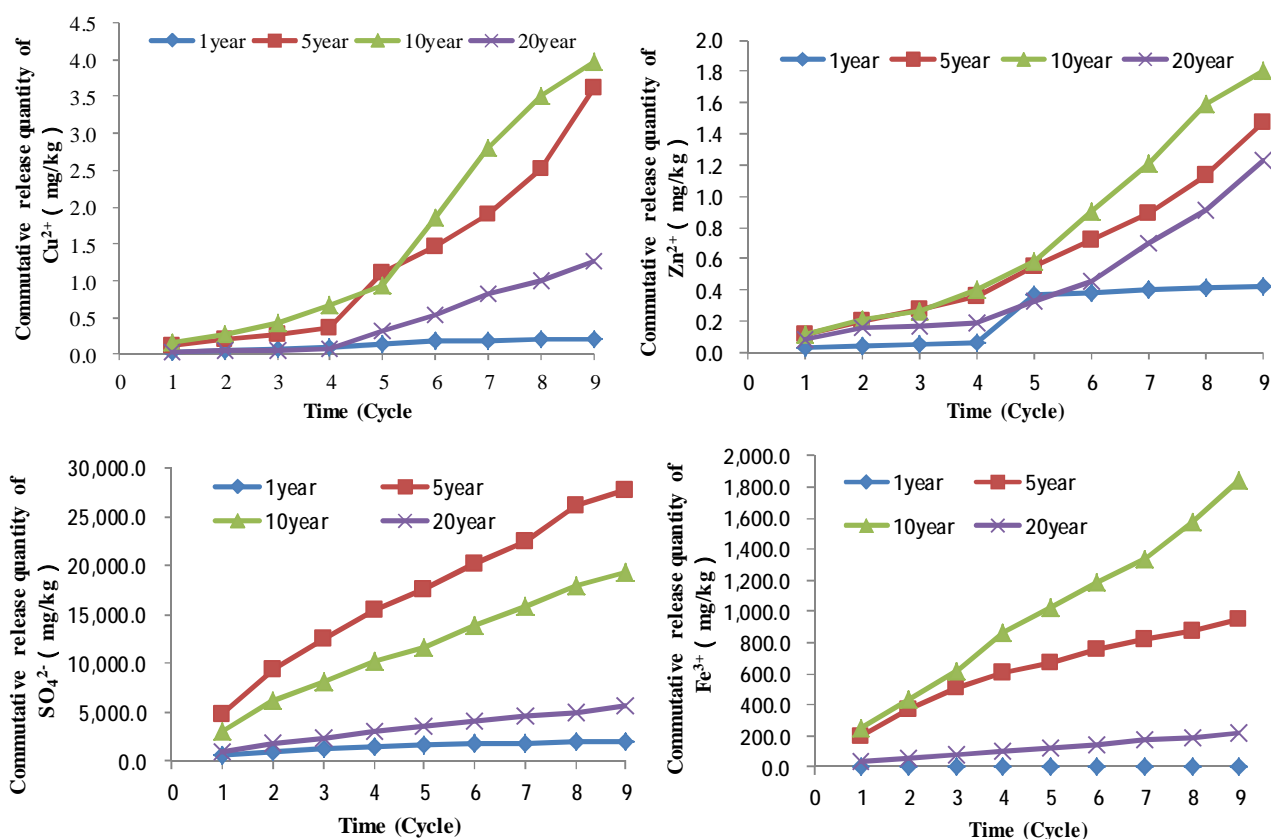 Commutative release quantity of
Cu²⁺ ( mg/kg)
4.5
4.0
3.5
3.0
2.5
2.0
1.5
1.0
0.5
0.0
1year 5year 10year 20year
0 1 2 3 4 5 6 7 8 9
Time (Cycle
Commutative release quantity of
Zn²⁺ ( mg/kg)
2.0
1.8
1.6
1.4
1.2
1.0
0.8
0.6
0.4
0.2
0.0
1year 5year 10year 20year
0 1 2 3 4 5 6 7 8 9
Time (Cycle)
Commutative release quantity of
SO₄²⁻ ( mg/kg)
30,000.0
25,000.0
20,000.0
15,000.0
10,000.0
5,000.0
0.0
1year 5year
10year 20year
0 1 2 3 4 5 6 7 8 9
Time (Cycle)
Commutative release quantity of
Fe³⁺ ( mg/kg)
2,000.0
1,800.0
1,600.0
1,400.0
1,200.0
1,000.0
800.0
600.0
400.0
200.0
0.0
1year 5year
10year 20year
0 1 2 3 4 5 6 7 8 9
Time (Cycle)